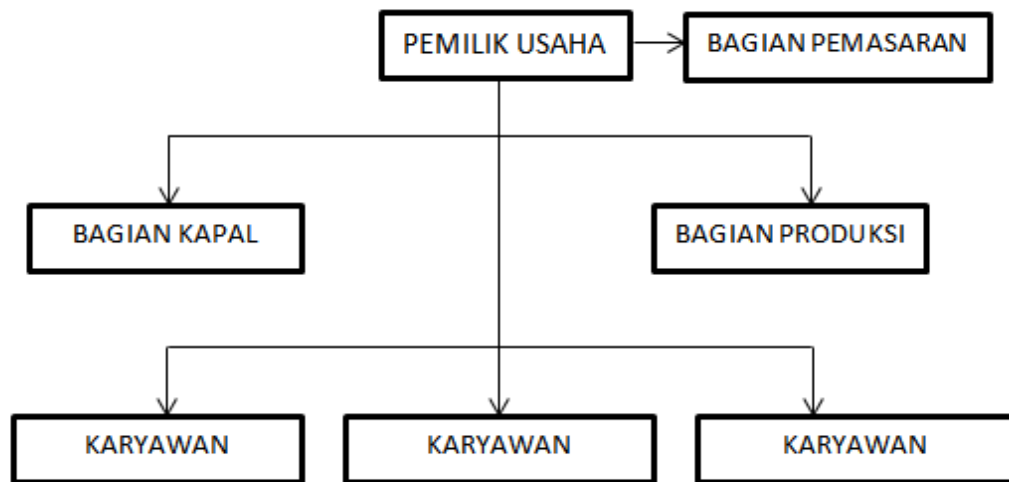 PEMILIK USAHA
BAGIAN PEMASARAN
BAGIAN KAPAL
BAGIAN PRODUKSI
KARYAWAN
KARYAWAN
KARYAWAN